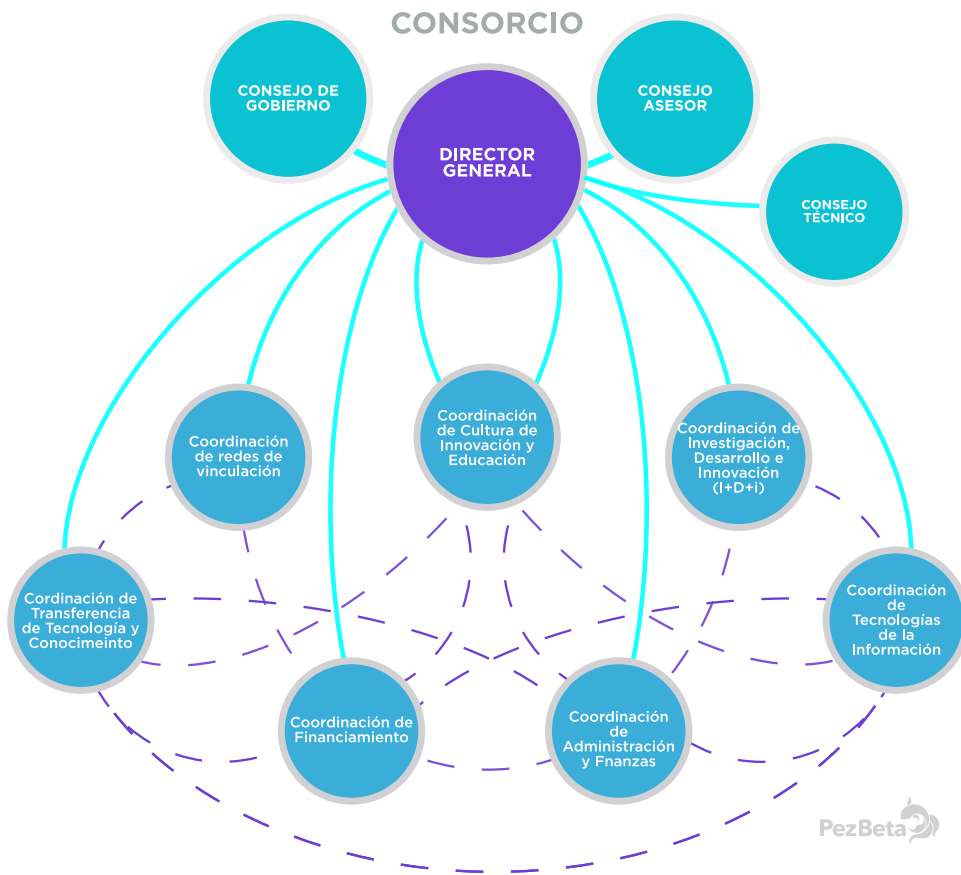 CONSORCIO
CONSEJO DE
GOBIERNO
CONSEJO
ASESOR
DIRECTOR
GENERAL
CONSEJO
TÉCNICO
Coordinación
de redes de
vinculación
Coordinación
de Cultura de
Innovación y
Educación
Coordinación de
Investigación,
Desarrollo e
Innovación
(I+D+i)
Cordinación de
Transferencia
de Tecnología y
Conocimeinto
Coordinación
de
Tecnologías
de la
Información
Coordinación de
Financiamiento
Coordinación
de
Administración
y Fnanzas
PezBeta